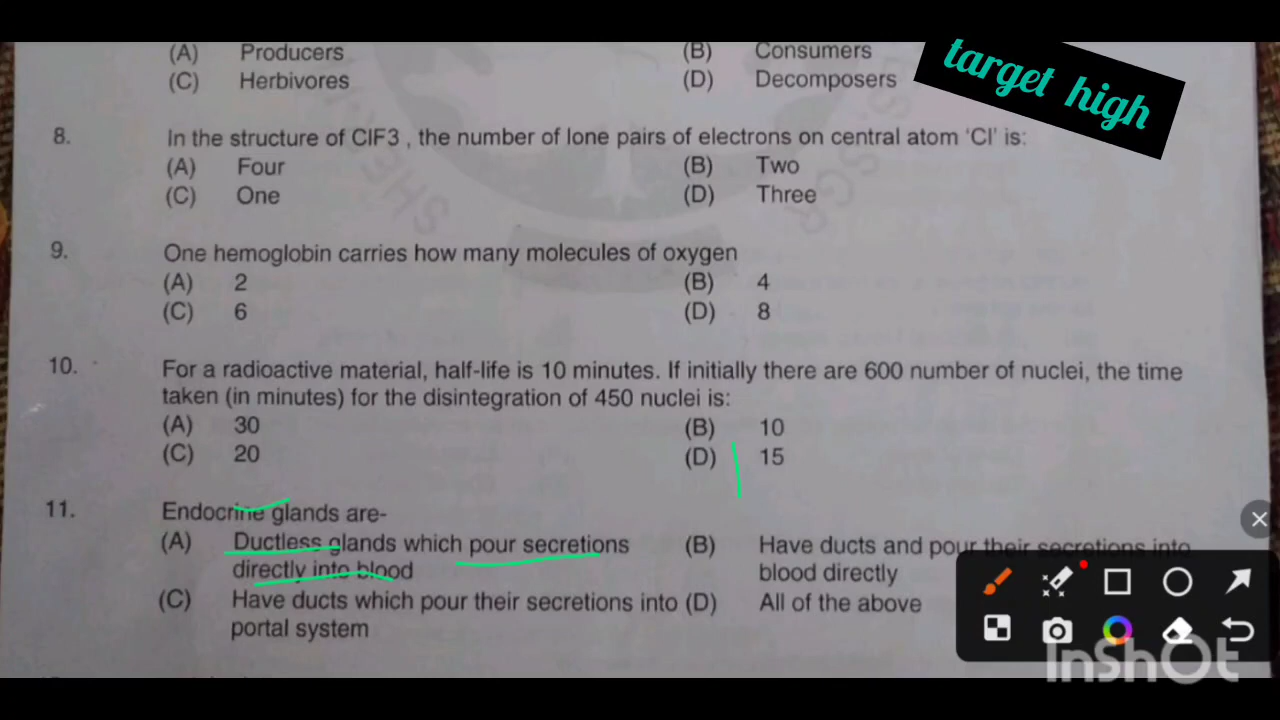 (A) Producers (B) Consumers
(C) Herbivores (D) Decomposers
target high
8. In the structure of ClF3 , the number of lone pairs of electrons on central atom 'Cl' is:
(A) Four (B) Two
(C) One (D) Three
9. One hemoglobin carries how many molecules of oxygen
(A) 2 (B) 4
(C) 6 (D) 8
10. For a radioactive material, half-life is 10 minutes. If initially there are 600 number of nuclei, the time
taken (in minutes) for the disintegration of 450 nuclei is:
(A) 30 (B) 10
(C) 20 (D) 15
11. Endocrine glands are-
(A) Ductless glands which pour secretions (B) Have ducts and pour their secretions into
directly into blood blood directly
(C) Have ducts which pour their secretions into (D) All of the above
portal system
InShOt